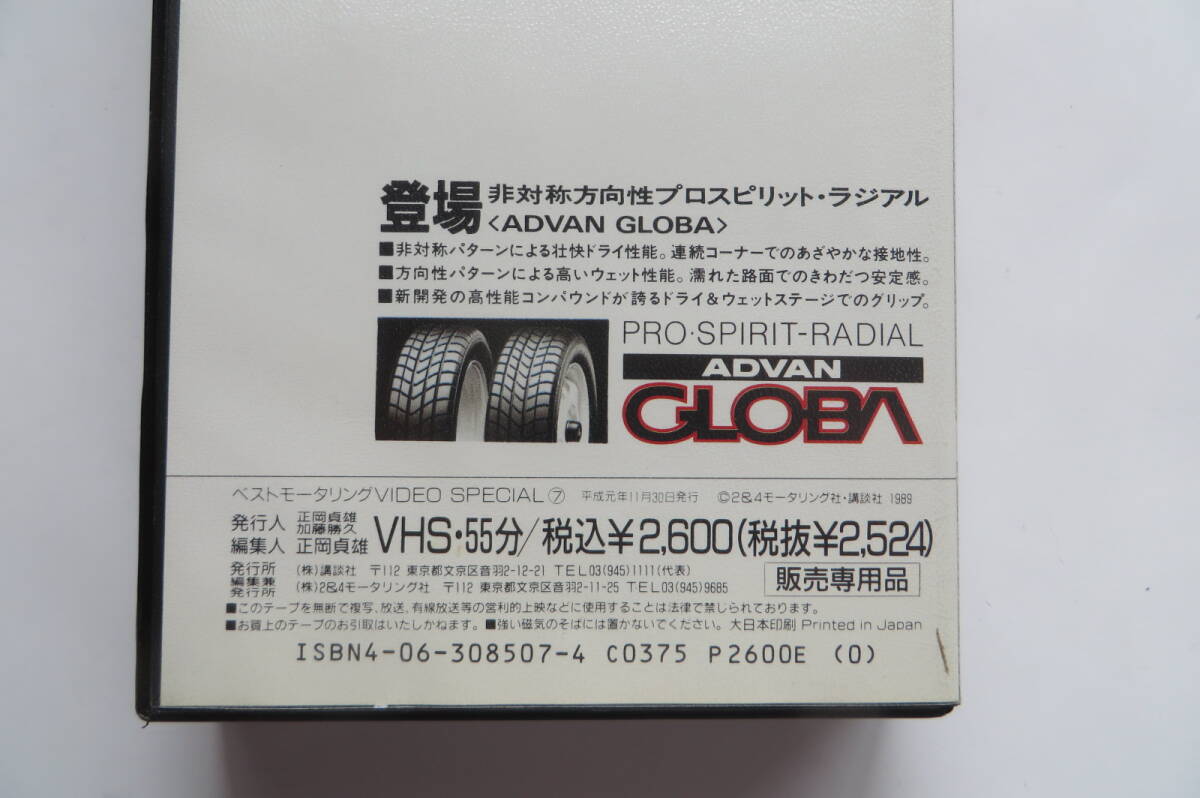 登場 非対称方向性プロスピリット・ラジアル
〈ADVAN GLOBA〉
■非対称パターンによる壮快ドライ性能。連続コーナーでのあざやかな接地性。
■方向性パターンによる高いウェット性能。濡れた路面でのきわだつ安定感。
■新開発の高性能コンパウンドが誇るドライ&ウェットステージでのグリップ。
PRO・SPIRIT-RADIAL
ADVAN
GLOBA
ベストモータリングVIDEO SPECIAL⑦ 平成元年11月30日発行 ©2&4モータリング社・講談社 1989
発行人 正岡貞雄 加藤勝久
編集人 正岡貞雄
VHS・55分/税込¥2,600(税抜¥2,524)
発行所 (株)講談社 〒112 東京都文京区音羽2-12-21 TEL03(945)1111(代表)
編集兼発行所 (株)2&4モータリング社 〒112 東京都文京区音羽2-11-25 TEL03(945)9685
販売専用品
■このテープを無断で複写、放送、有線放送等の営利的上映などに使用することは法律で禁じられております。
■お買上のテープのお引取はいたしかねます。■強い磁気のそばには置かないでください。大日本印刷 Printed in Japan
ISBN4-06-308507-4 C0375 P2600E (0)